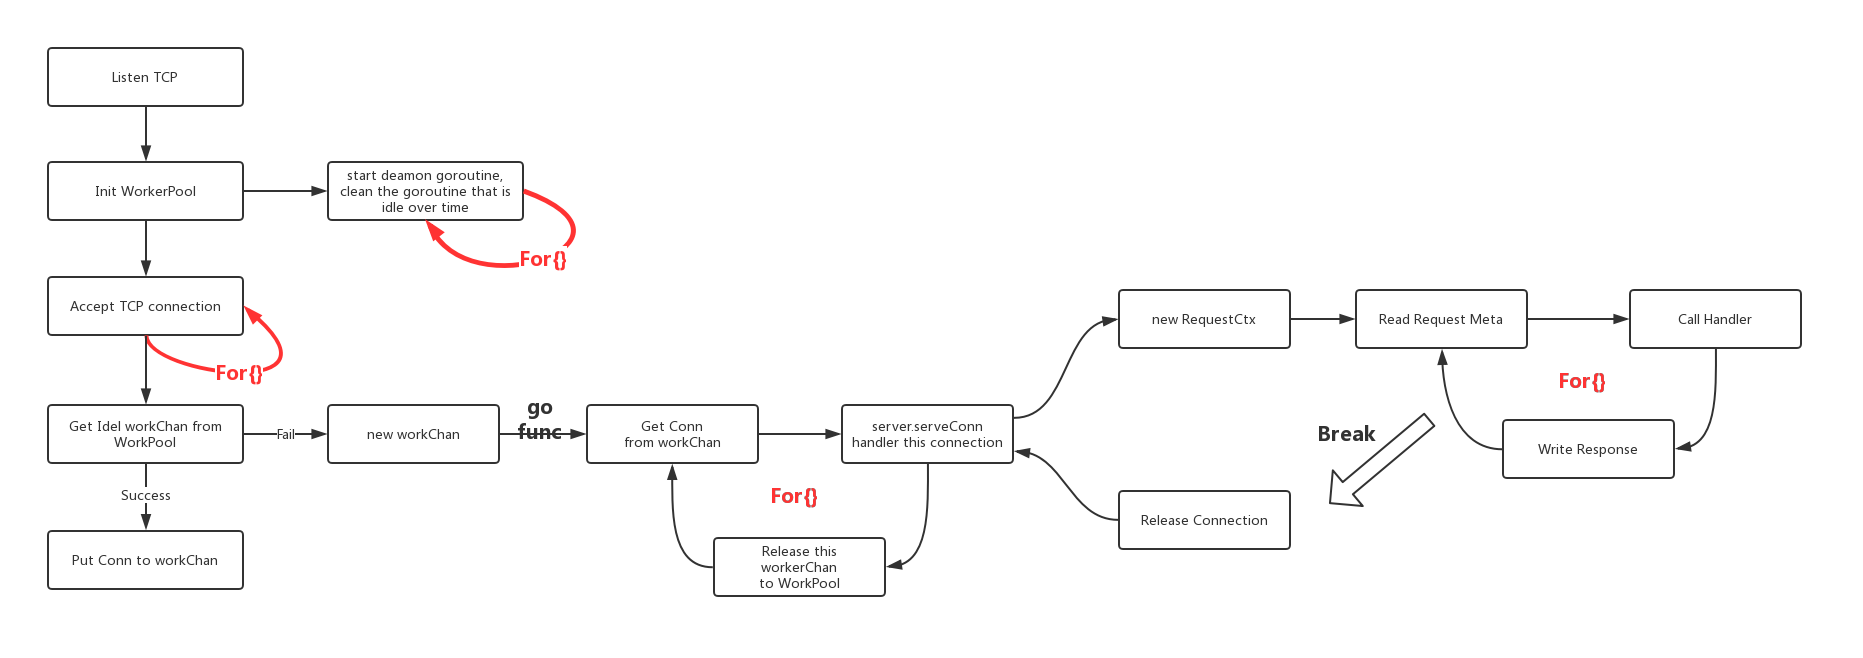 Listen TCP
Init WorkerPool
start deamon goroutine,
clean the goroutine that is
idle over time
For{}
Accept TCP connection
For{}
Get Idel workChan from
WorkPool
Fail
new workChan
go
func
Get Conn
from workChan
server.serveConn
handler this connection
For{}
Release this
workerChan
to WorkPool
Success
Put Conn to workChan
new RequestCtx
Read Request Meta
Call Handler
For{}
Write Response
Break
Release Connection